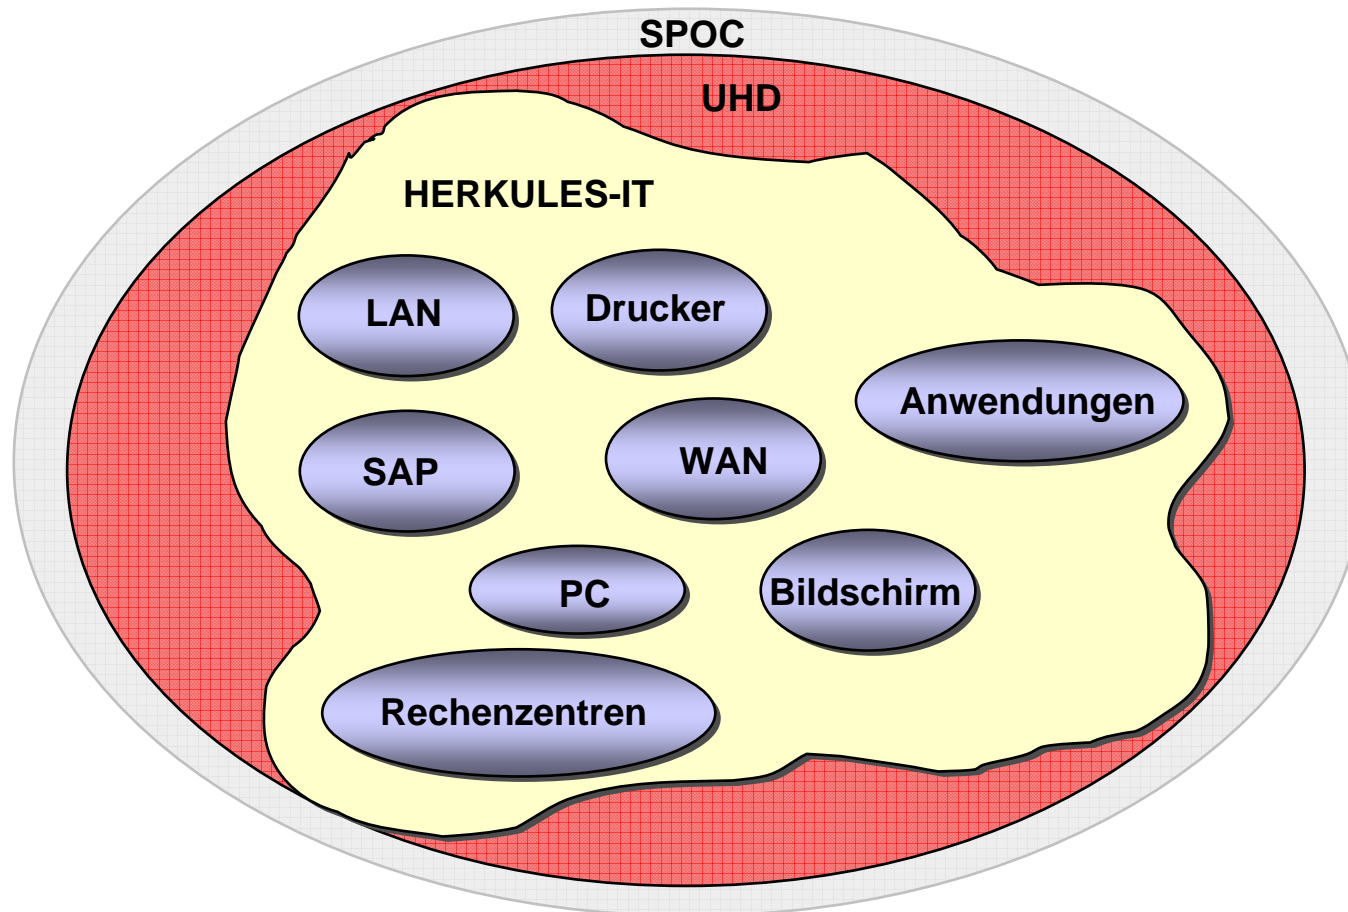 SPOC
UHD
HERKULES-IT
LAN
Drucker
Anwendungen
SAP
WAN
PC
Bildschirm
Rechenzentren